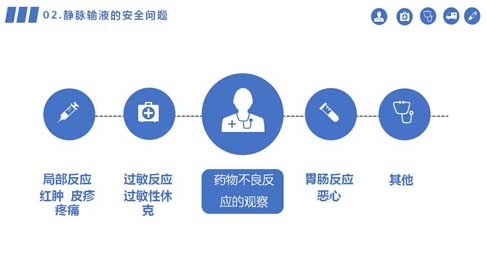 02.静脉输液的安全问题
局部反应
红肿 皮疹
疼痛
过敏反应
过敏性休
克
药物不良反
应的观察
胃肠反应
恶心
其他